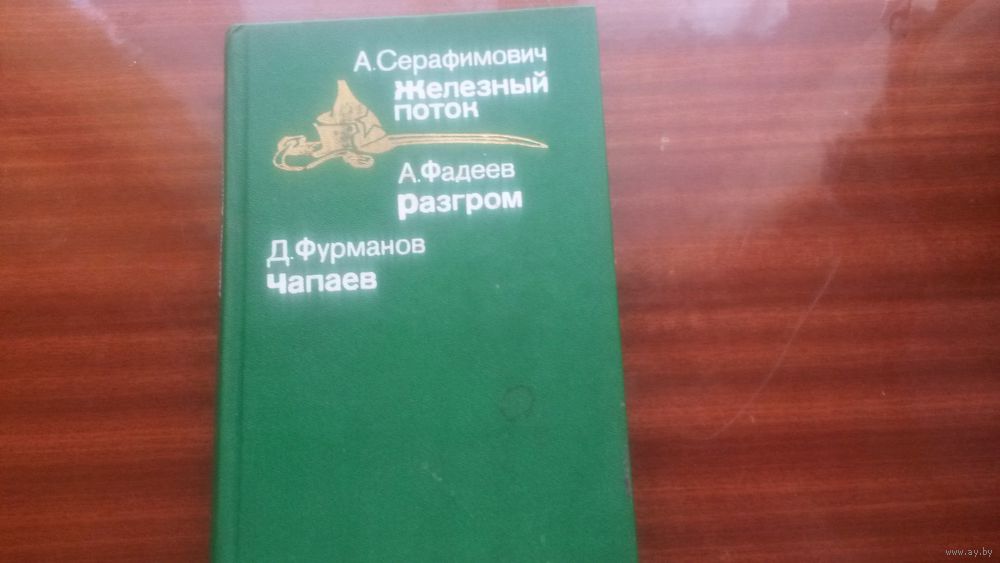 А.Серафимович
Железный
поток
А.Фадеев
Разгром
Д.Фурманов
Чапаев
www.ay.by